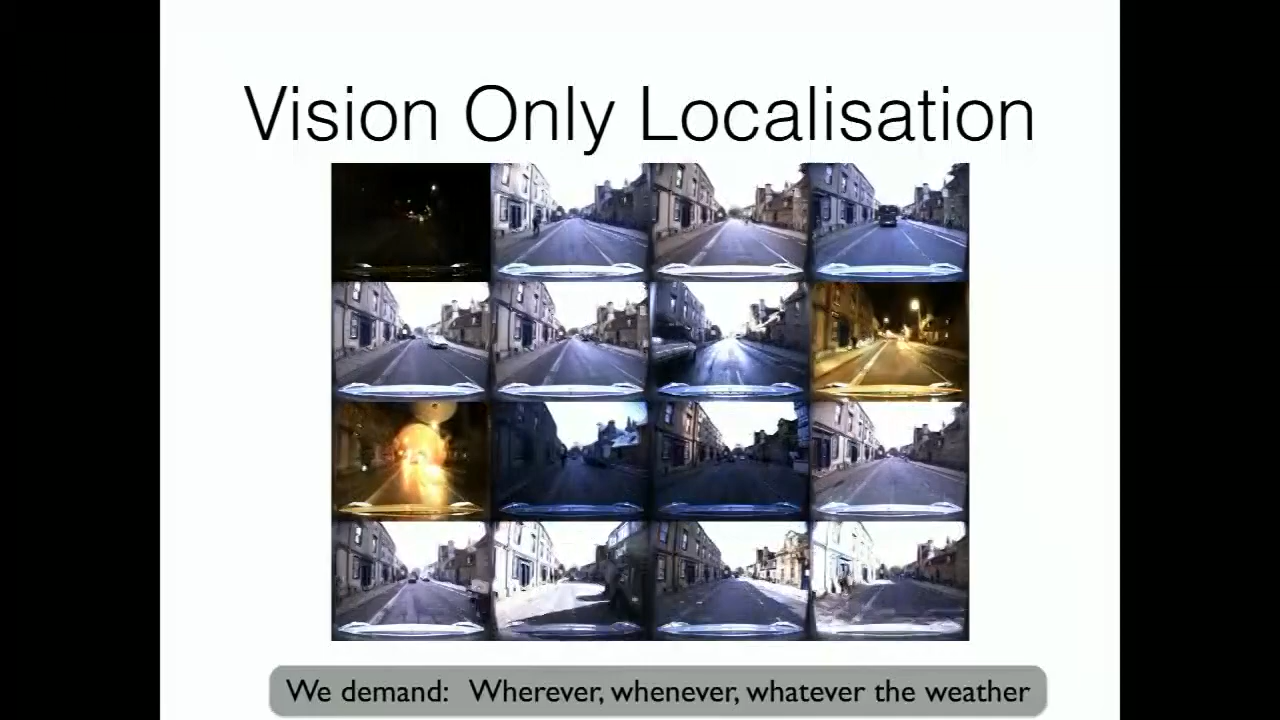 Vision Only Localisation
We demand: Wherever, whenever, whatever the weather